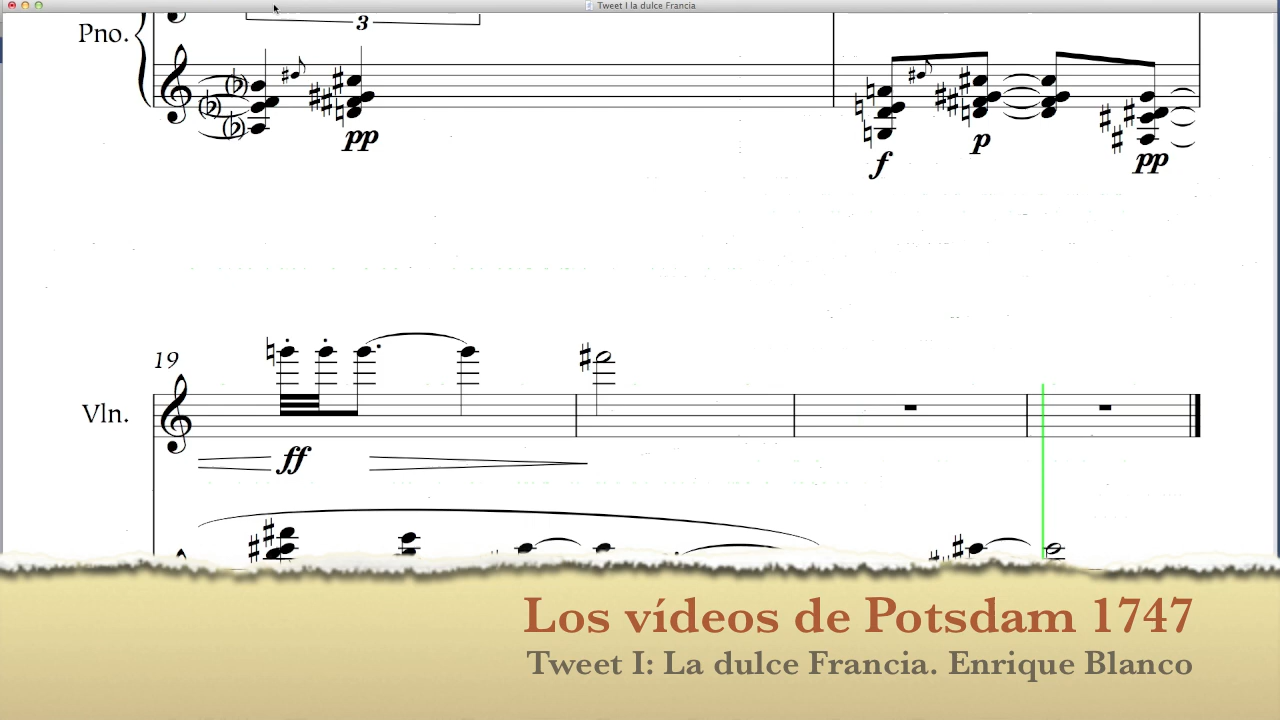 Tweet I la dulce Francia
Pno.
3
pp
f
p
pp
19
Vln.
ff
Los vídeos de Potsdam 1747
Tweet I: La dulce Francia. Enrique Blanco